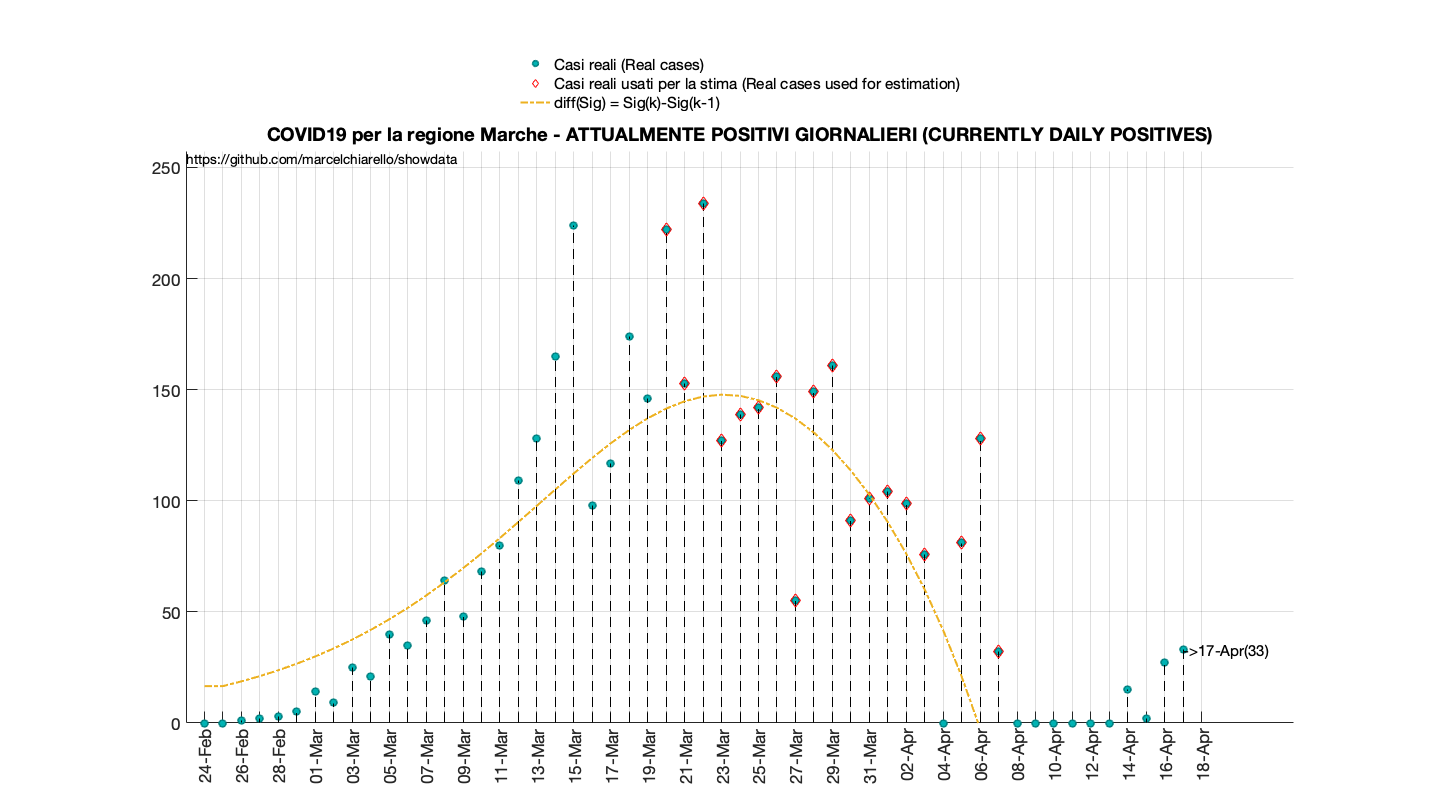 Casi reali (Real cases)
Casi reali usati per la stima (Real cases used for estimation)
diff(Sig) = Sig(k)-Sig(k-1)
COVID19 per la regione Marche - ATTUALMENTE POSITIVI GIORNALIERI (CURRENTLY DAILY POSITIVES)
https://github.com/marcelchiarello/showdata
250
200
150
100
50
0
->17-Apr(33)
24-Feb
26-Feb
28-Feb
01-Mar
03-Mar
05-Mar
07-Mar
09-Mar
11-Mar
13-Mar
15-Mar
17-Mar
19-Mar
21-Mar
23-Mar
25-Mar
27-Mar
29-Mar
31-Mar
02-Apr
04-Apr
06-Apr
08-Apr
10-Apr
12-Apr
14-Apr
16-Apr
18-Apr